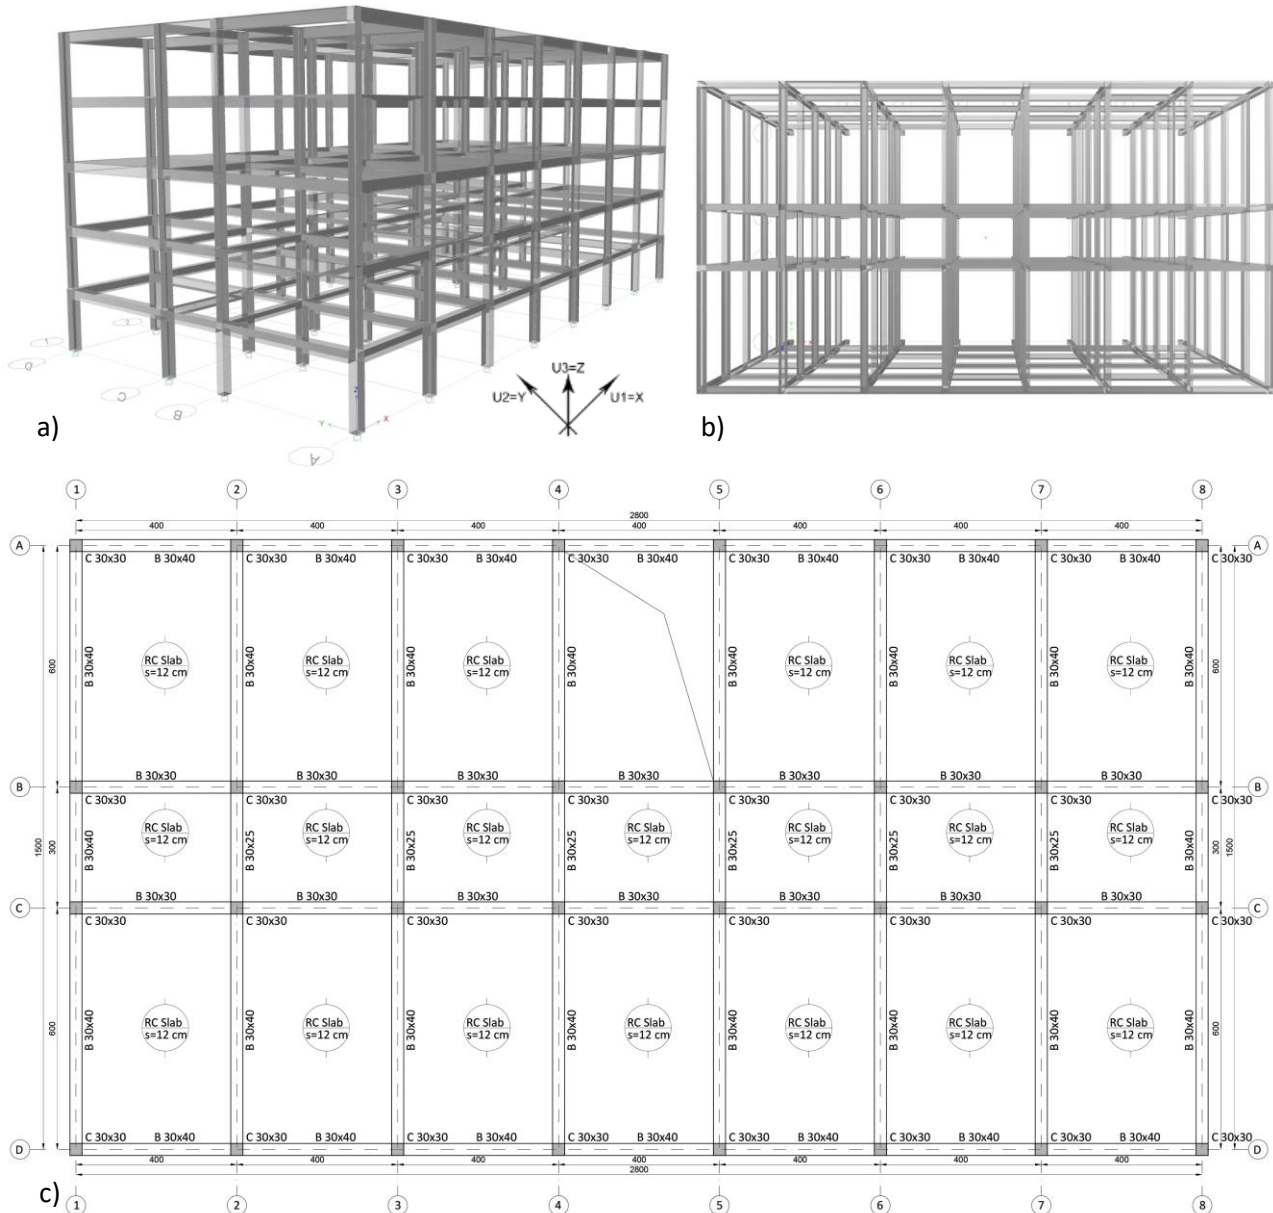 U3=Z
U2=Y
U1=X
Z
Y
X
D
C
B
A
a)
b)
1 2 3 4 5 6 7 8
2800
400 400 400 400 400 400 400
A A
C 30x30 B 30x40 C 30x30 B 30x40 C 30x30 B 30x40 C 30x30 B 30x40 C 30x30 B 30x40 C 30x30 B 30x40 C 30x30 B 30x40 C 30x30
600 B 30x40 B 30x40 B 30x40 B 30x40 B 30x40 B 30x40 B 30x40 B 30x40 600
RC Slab RC Slab RC Slab RC Slab RC Slab RC Slab
s=12 cm s=12 cm s=12 cm s=12 cm s=12 cm s=12 cm
B 30x30 B 30x30 B 30x30 B 30x30 B 30x30 B 30x30 B 30x30
B B
C 30x30 C 30x30 C 30x30 C 30x30 C 30x30 C 30x30 C 30x30 C 30x30
1500 300 B 30x40 B 30x25 B 30x25 B 30x25 B 30x25 B 30x25 B 30x25 B 30x40 300 1500
RC Slab RC Slab RC Slab RC Slab RC Slab RC Slab RC Slab
s=12 cm s=12 cm s=12 cm s=12 cm s=12 cm s=12 cm s=12 cm
B 30x30 B 30x30 B 30x30 B 30x30 B 30x30 B 30x30 B 30x30
C C
C 30x30 C 30x30 C 30x30 C 30x30 C 30x30 C 30x30 C 30x30 C 30x30
600 B 30x40 B 30x40 B 30x40 B 30x40 B 30x40 B 30x40 B 30x40 B 30x40 600
RC Slab RC Slab RC Slab RC Slab RC Slab RC Slab RC Slab
s=12 cm s=12 cm s=12 cm s=12 cm s=12 cm s=12 cm s=12 cm
C 30x30 B 30x40 C 30x30 B 30x40 C 30x30 B 30x40 C 30x30 B 30x40 C 30x30 B 30x40 C 30x30 B 30x40 C 30x30 B 30x40 C 30x30
D D
400 400 400 400 400 400 400
2800
c)
1 2 3 4 5 6 7 8